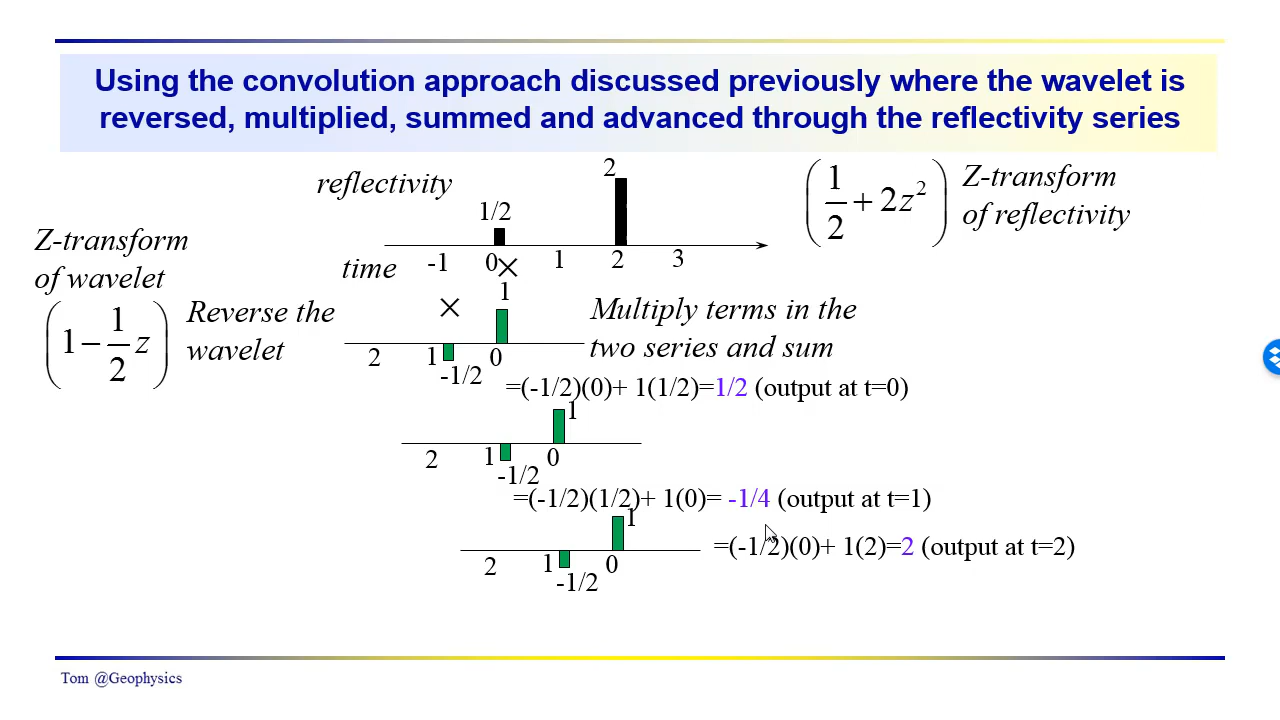 Using the convolution approach discussed previously where the wavelet is
reversed, multiplied, summed and advanced through the reflectivity series
reflectivity
1/2
2
(1/2 + 2z²)
Z-transform
of reflectivity
time
-1 0 1 2 3
×
×
Z-transform
of wavelet
(1 − 1/2 z)
Reverse the
wavelet
1
2 1 0
-1/2
Multiply terms in the
two series and sum
=(-1/2)(0)+ 1(1/2)=1/2 (output at t=0)
1
2 1 0
-1/2
=(-1/2)(1/2)+ 1(0)= -1/4 (output at t=1)
1
2 1 0
-1/2
=(-1/2)(0)+ 1(2)=2 (output at t=2)
Tom @Geophysics